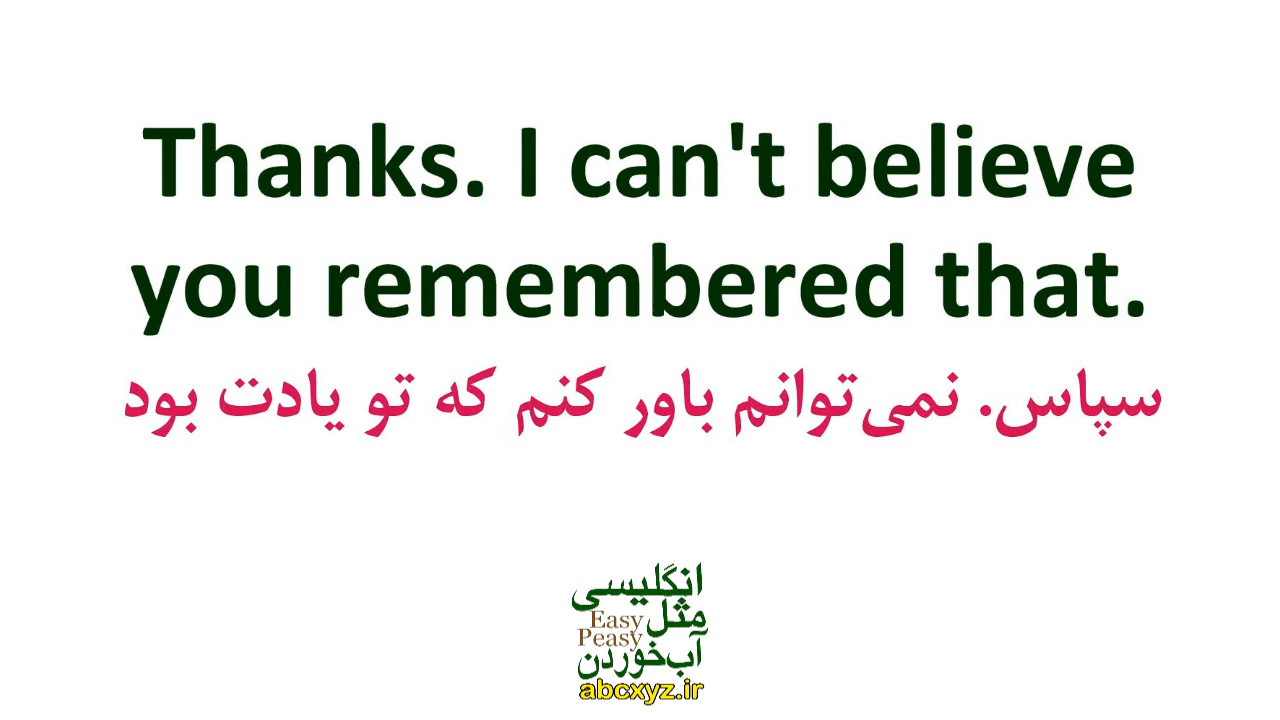 Thanks. I can't believe
you remembered that.
سپاس. نمی‌توانم باور کنم که تو یادت بود
انگلیسی
مثل
Easy
Peasy
آب‌خوردن
abcxyz.ir